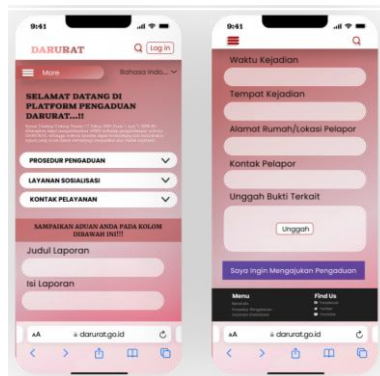 9:41
DARURAT
Log in
More
Bahasa Indo...
SELAMAT DATANG DI
PLATFORM PENGADUAN
DARURAT...!!
PROSEDUR PENGADUAN
LAYANAN SOSIALISASI
KONTAK PELAYANAN
SAMPAIKAN ADUAN ANDA PADA KOLOM
DIBAWAH INI!!!
Judul Laporan
Isi Laporan
AA
darurat.go.id
9:41
Waktu Kejadian
Tempat Kejadian
Alamat Rumah/Lokasi Pelapor
Kontak Pelapor
Unggah Bukti Terkait
Unggah
Saya Ingin Mengajukan Pengaduan
Menu
Find Us
AA
darurat.go.id